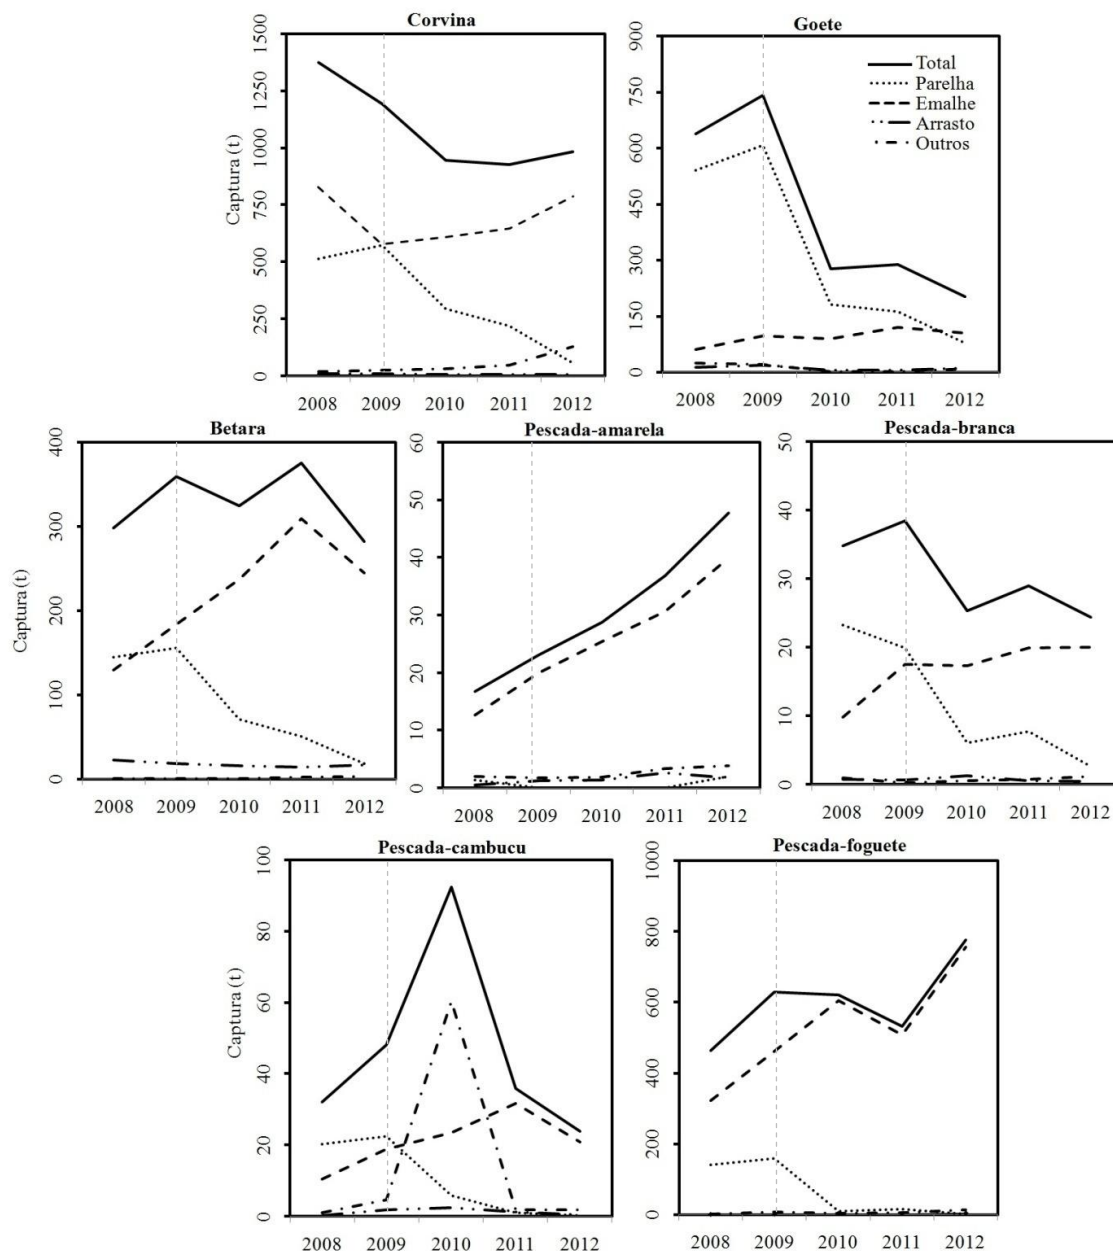 Corvina
Captura (t)
1500
1250
1000
750
500
250
0
2008 2009 2010 2011 2012
Goete
900
750
600
450
300
150
0
Total
Parelha
Emalhe
Arrasto
Outros
2008 2009 2010 2011 2012
Betara
Captura (t)
400
300
200
100
0
2008 2009 2010 2011 2012
Pescada-amarela
60
50
40
30
20
10
0
2008 2009 2010 2011 2012
Pescada-branca
50
40
30
20
10
0
2008 2009 2010 2011 2012
Pescada-cambucu
Captura (t)
100
80
60
40
20
0
2008 2009 2010 2011 2012
Pescada-foguete
1000
800
600
400
200
0
2008 2009 2010 2011 2012